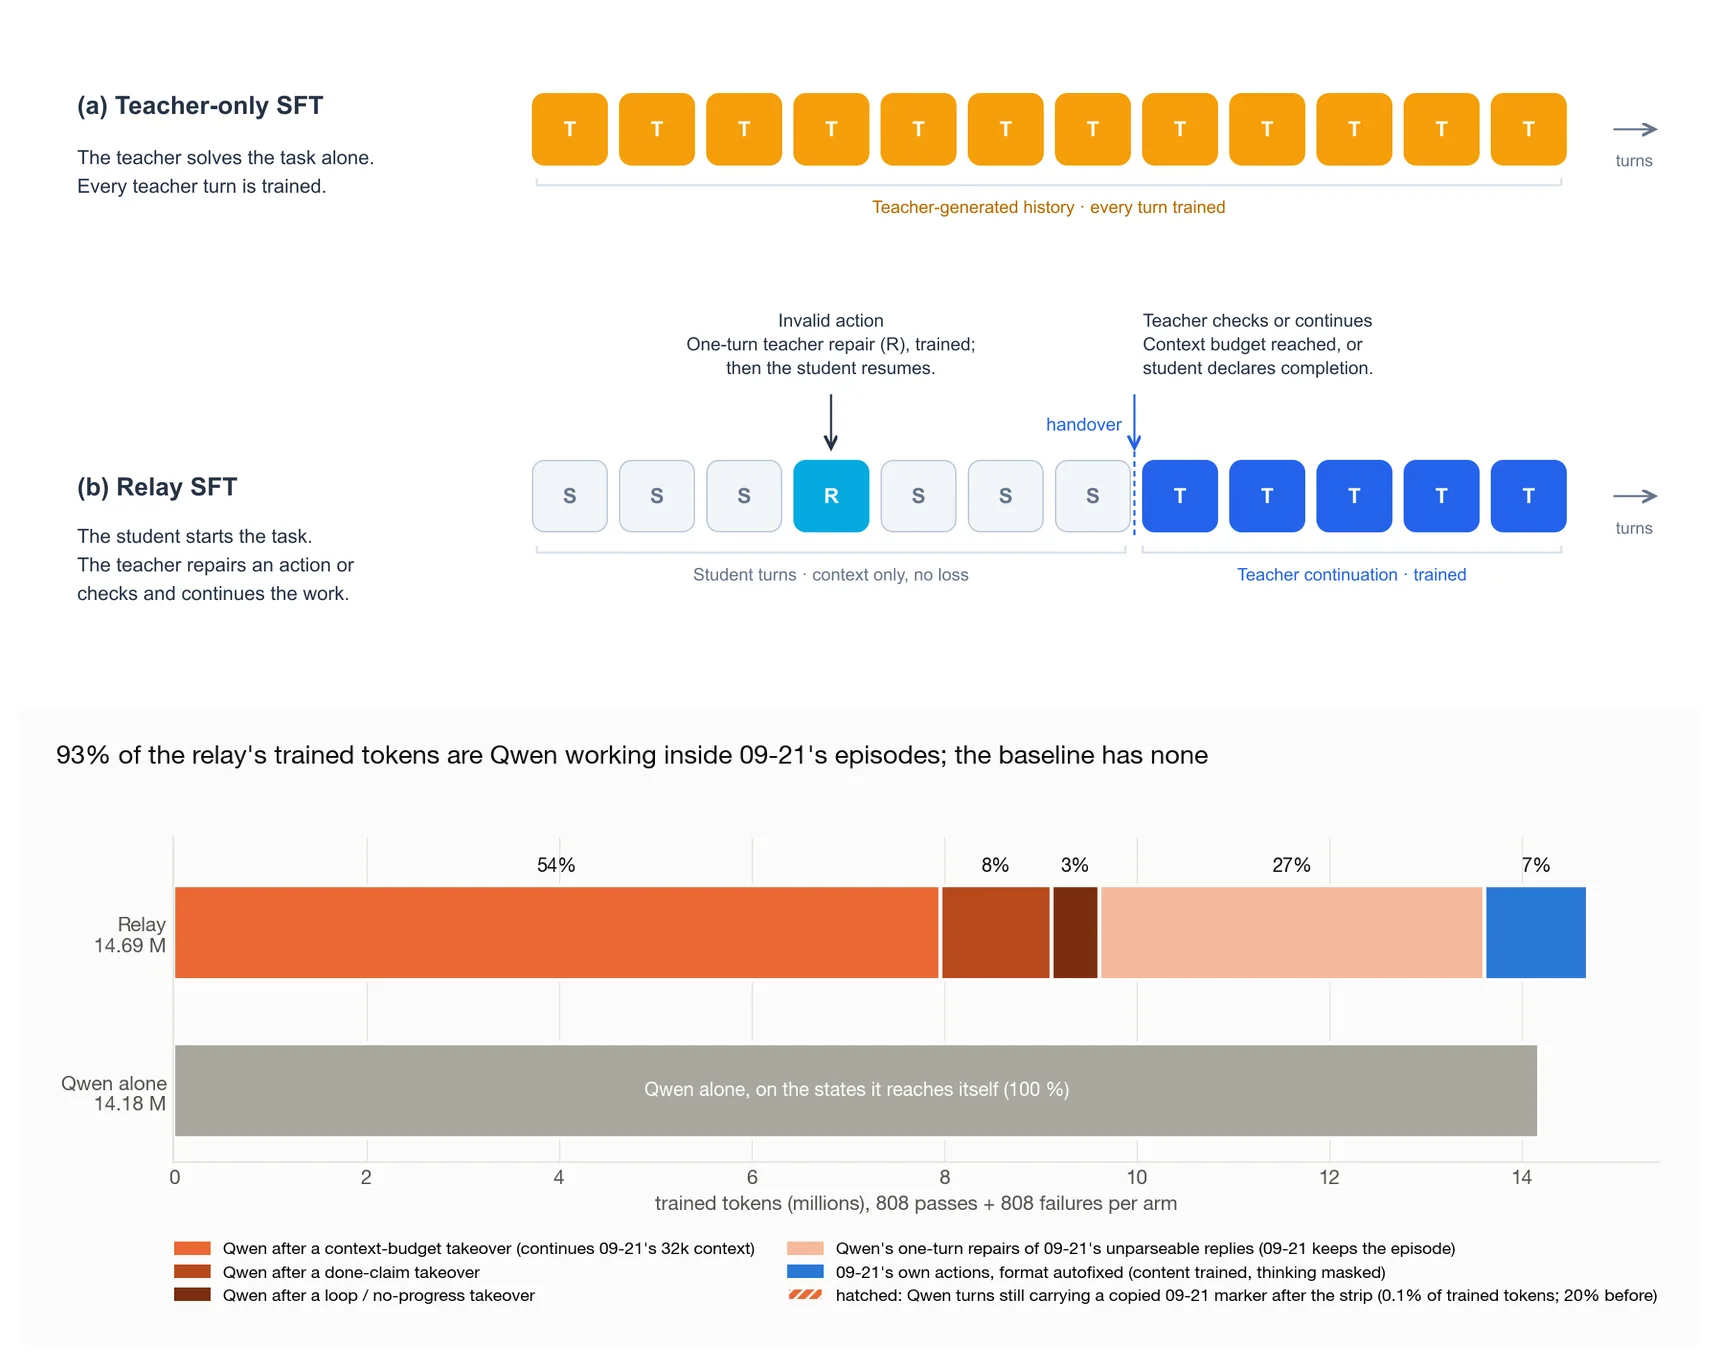 (a) Teacher-only SFT
The teacher solves the task alone.
Every teacher turn is trained.
T T T T T T T T T T T T
turns
Teacher-generated history · every turn trained
Invalid action
One-turn teacher repair (R), trained;
then the student resumes.
Teacher checks or continues
Context budget reached, or
student declares completion.
handover
(b) Relay SFT
The student starts the task.
The teacher repairs an action or
checks and continues the work.
S S S R S S S T T T T T
turns
Student turns · context only, no loss
Teacher continuation · trained
93% of the relay's trained tokens are Qwen working inside 09-21's episodes; the baseline has none
54% 8% 3% 27% 7%
Relay
14.69 M
Qwen alone
14.18 M
Qwen alone, on the states it reaches itself (100 %)
0 2 4 6 8 10 12 14
trained tokens (millions), 808 passes + 808 failures per arm
Qwen after a context-budget takeover (continues 09-21's 32k context)
Qwen after a done-claim takeover
Qwen after a loop / no-progress takeover
Qwen's one-turn repairs of 09-21's unparseable replies (09-21 keeps the episode)
09-21's own actions, format autofixed (content trained, thinking masked)
hatched: Qwen turns still carrying a copied 09-21 marker after the strip (0.1% of trained tokens; 20% before)